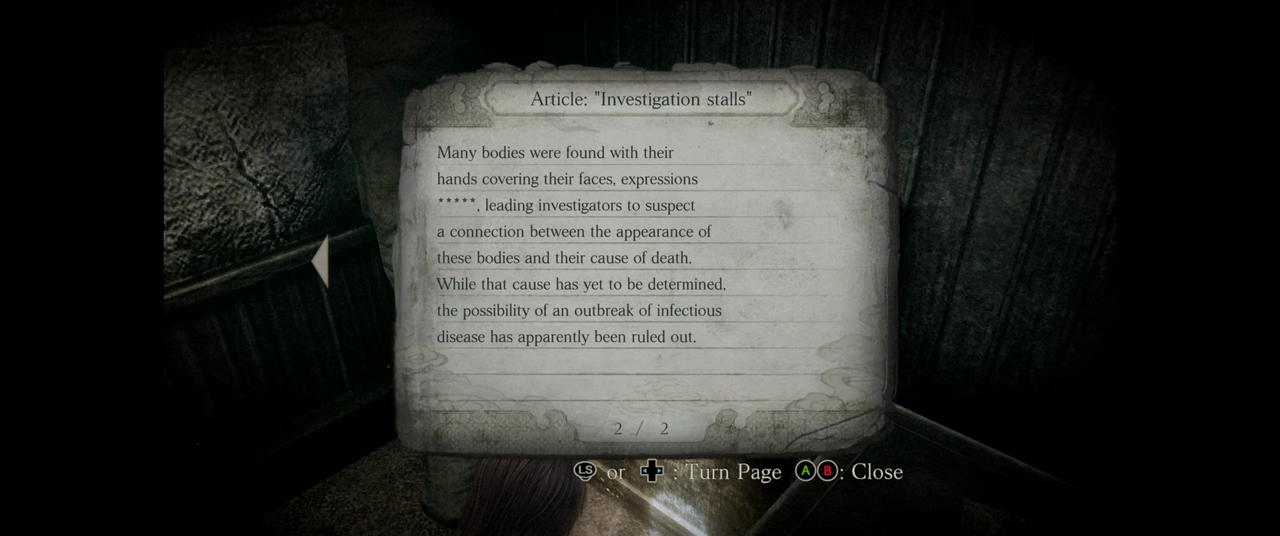 Article: "Investigation stalls"
Many bodies were found with their
hands covering their faces, expressions
*****, leading investigators to suspect
a connection between the appearance of
these bodies and their cause of death.
While that cause has yet to be determined,
the possibility of an outbreak of infectious
disease has apparently been ruled out.
2 / 2
LS or : Turn Page A B: Close